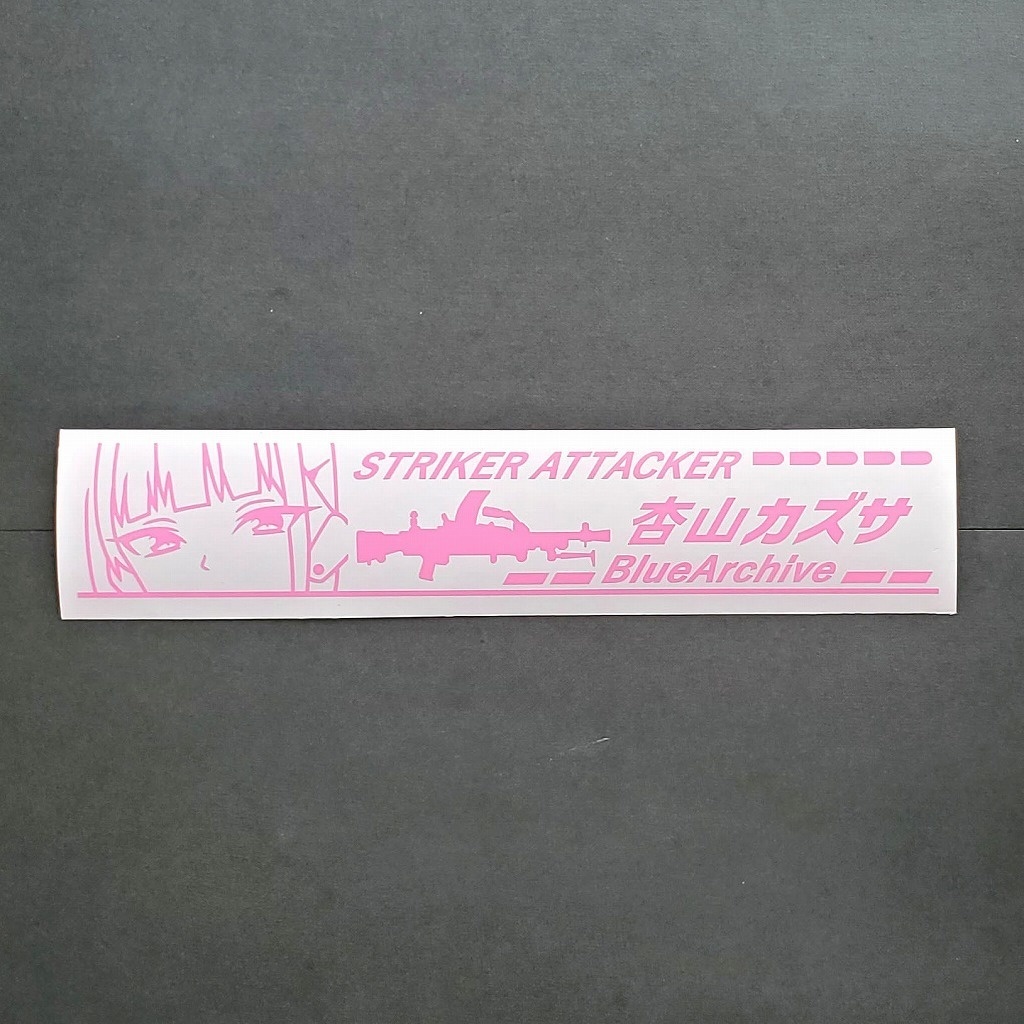 STRIKER ATTACKER
杏山カズサ
BlueArchive